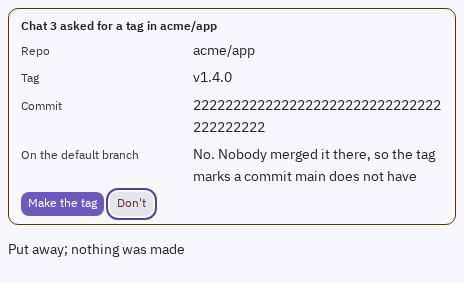 Chat 3 asked for a tag in acme/app
Repo acme/app
Tag v1.4.0
Commit 2222222222222222222222222222222
222222222
On the default branch No. Nobody merged it there, so the tag
marks a commit main does not have
Make the tag Don't
Put away; nothing was made